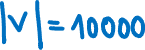 |V| = 10000